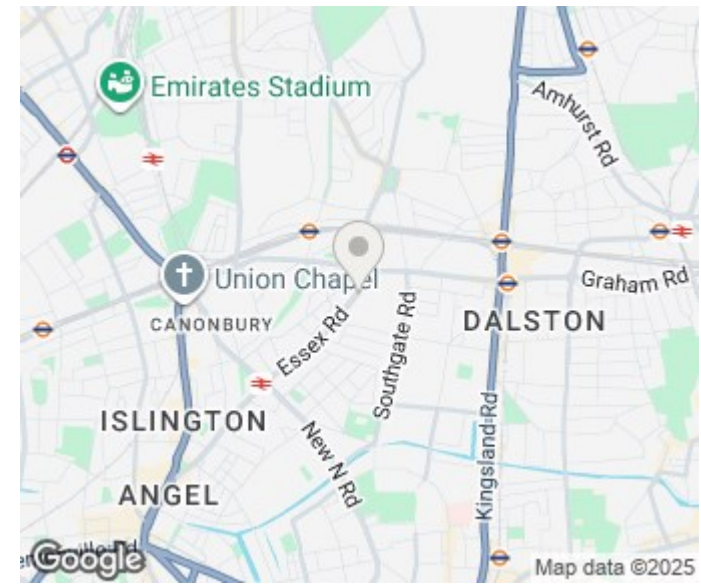 Emirates Stadium
Amhurst Rd
Union Chapel
Graham Rd
CANONBURY
Essex Rd
Southgate Rd
DALSTON
ISLINGTON
New N Rd
Kingsland Rd
ANGEL
Rd
Google
Map data ©2025